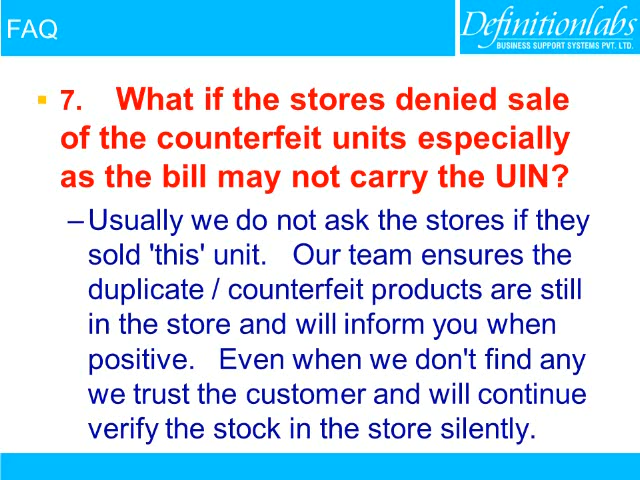 FAQ
Definitionlabs
BUSINESS SUPPORT SYSTEMS PVT. LTD.
7. What if the stores denied sale
of the counterfeit units especially
as the bill may not carry the UIN?
–Usually we do not ask the stores if they
sold 'this' unit. Our team ensures the
duplicate / counterfeit products are still
in the store and will inform you when
positive. Even when we don't find any
we trust the customer and will continue
verify the stock in the store silently.